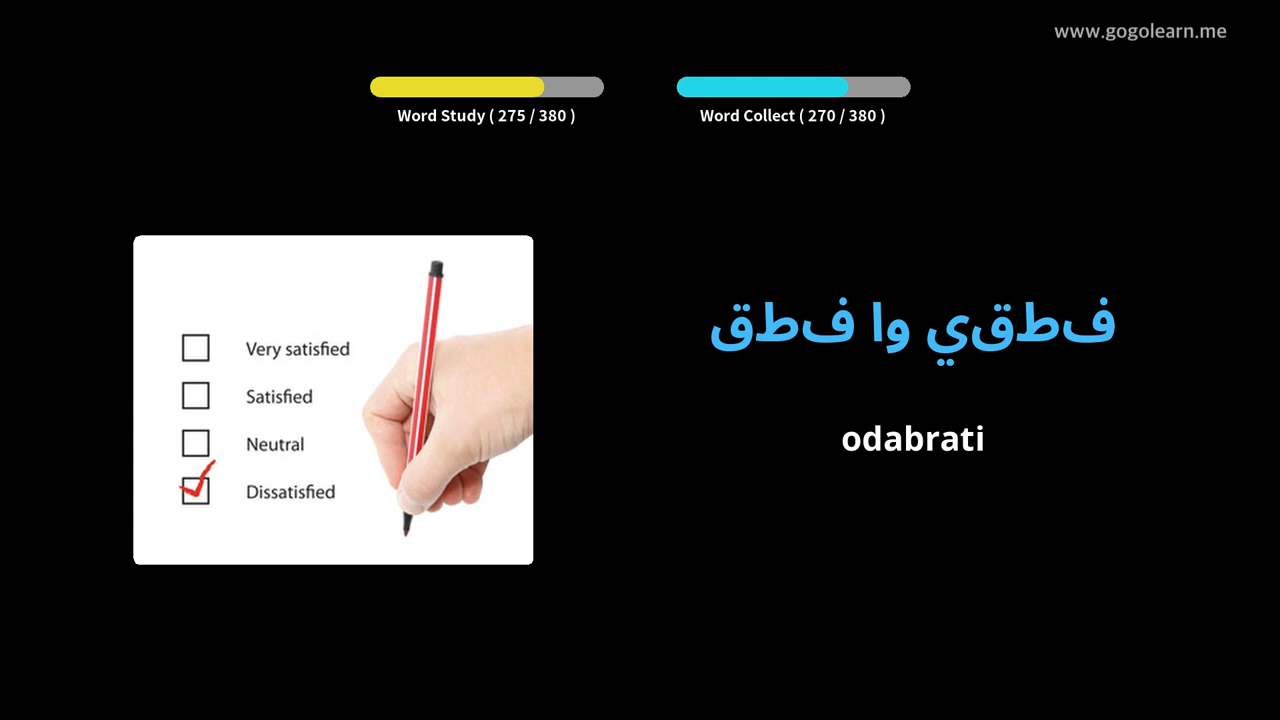 www.gogolearn.me
Word Study ( 275 / 380 )
Word Collect ( 270 / 380 )
فطقي وا فطق
odabrati
Very satisfied
Satisfied
Neutral
Dissatisfied